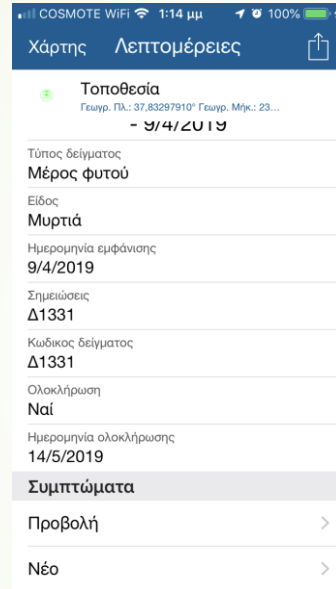 COSMOTE WiFi 1:14 μμ 100%
Χάρτης Λεπτομέρειες
Τοποθεσία
Γεωγρ. Πλ.: 37,83297910° Γεωγρ. Μήκ.: 23...
- 9/4/2019
Τύπος δείγματος
Μέρος φυτού
Είδος
Μυρτιά
Ημερομηνία εμφάνισης
9/4/2019
Σημειώσεις
Δ1331
Κωδικος δείγματος
Δ1331
Ολοκλήρωση
Ναί
Ημερομηνία ολοκλήρωσης
14/5/2019
Συμπτώματα
Προβολή
Νέο